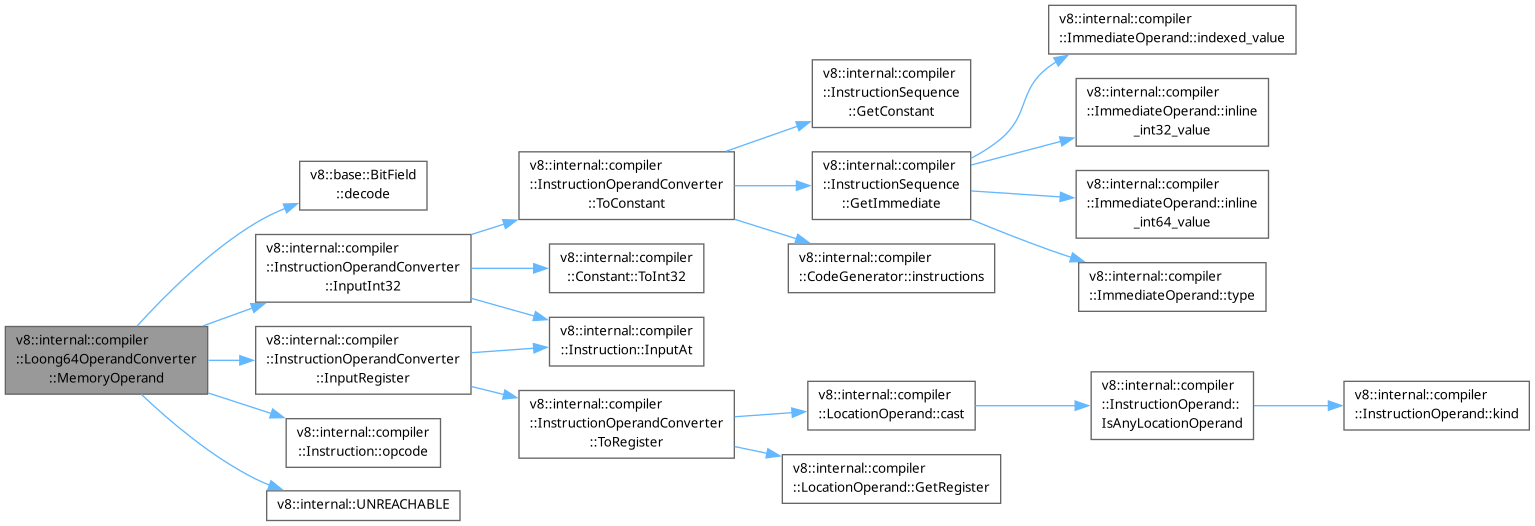 v8::internal::compiler
::Loong64OperandConverter
::MemoryOperand
v8::base::BitField
::decode
v8::internal::compiler
::InstructionOperandConverter
::InputInt32
v8::internal::compiler
::InstructionOperandConverter
::InputRegister
v8::internal::compiler
::Instruction::opcode
v8::internal::UNREACHABLE
v8::internal::compiler
::InstructionOperandConverter
::ToConstant
v8::internal::compiler
::Constant::ToInt32
v8::internal::compiler
::Instruction::InputAt
v8::internal::compiler
::InstructionOperandConverter
::ToRegister
v8::internal::compiler
::InstructionSequence
::GetConstant
v8::internal::compiler
::InstructionSequence
::GetImmediate
v8::internal::compiler
::CodeGenerator::instructions
v8::internal::compiler
::LocationOperand::cast
v8::internal::compiler
::LocationOperand::GetRegister
v8::internal::compiler
::ImmediateOperand::indexed_value
v8::internal::compiler
::ImmediateOperand::inline
_int32_value
v8::internal::compiler
::ImmediateOperand::inline
_int64_value
v8::internal::compiler
::ImmediateOperand::type
v8::internal::compiler
::InstructionOperand::
IsAnyLocationOperand
v8::internal::compiler
::InstructionOperand::kind